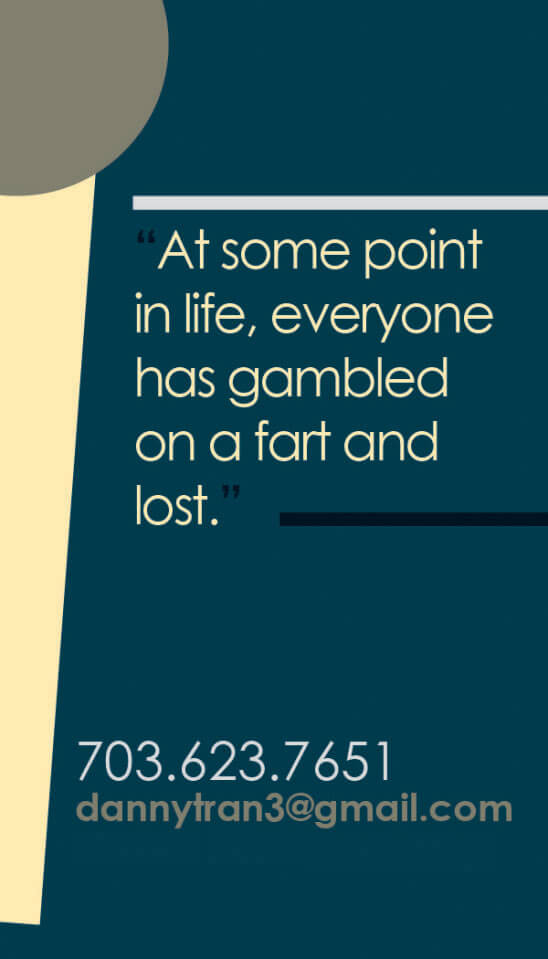 “At some point
in life, everyone
has gambled
on a fart and
lost.”
703.623.7651
dannytran3@gmail.com